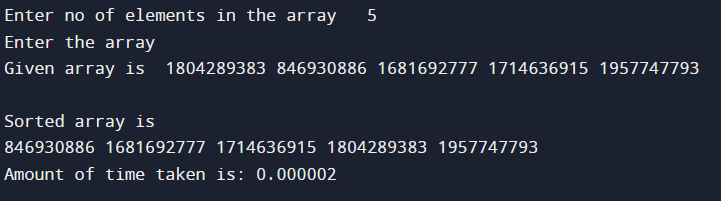 Enter no of elements in the array   5
Enter the array
Given array is  1804289383 846930886 1681692777 1714636915 1957747793
Sorted array is
846930886 1681692777 1714636915 1804289383 1957747793
Amount of time taken is: 0.000002